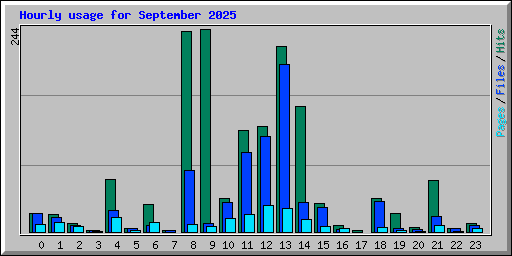 Hourly usage for September 2025
244
Pages / Files / Hits
0 1 2 3 4 5 6 7 8 9 10 11 12 13 14 15 16 17 18 19 20 21 22 23